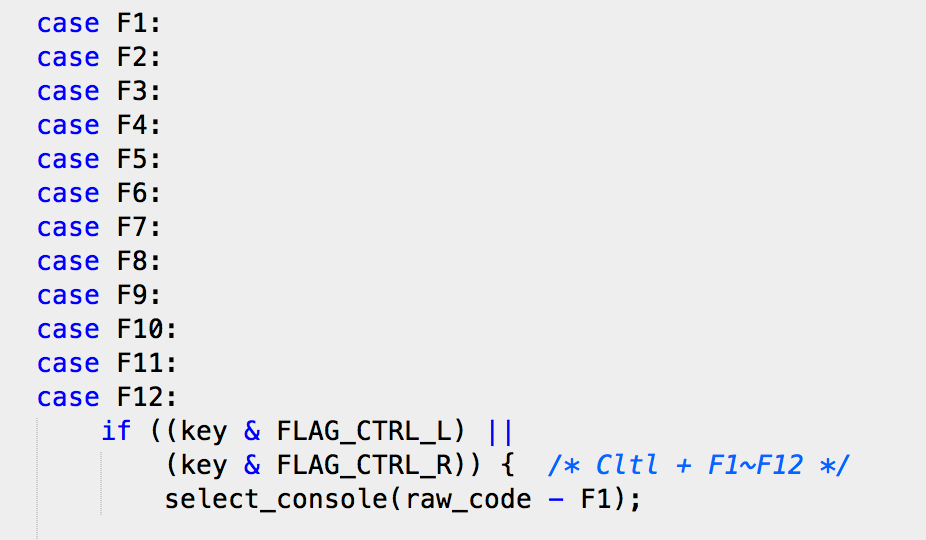 case F1:
case F2:
case F3:
case F4:
case F5:
case F6:
case F7:
case F8:
case F9:
case F10:
case F11:
case F12:
if ((key & FLAG_CTRL_L) ||
(key & FLAG_CTRL_R)) { /* Cltl + F1~F12 */
select_console(raw_code - F1);